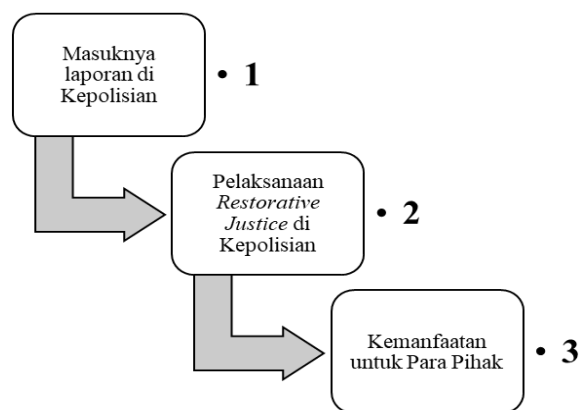 Masuknya
laporan di
Kepolisian
• 1
Pelaksanaan
Restorative
Justice di
Kepolisian
• 2
Kemanfaatan
untuk Para Pihak
• 3